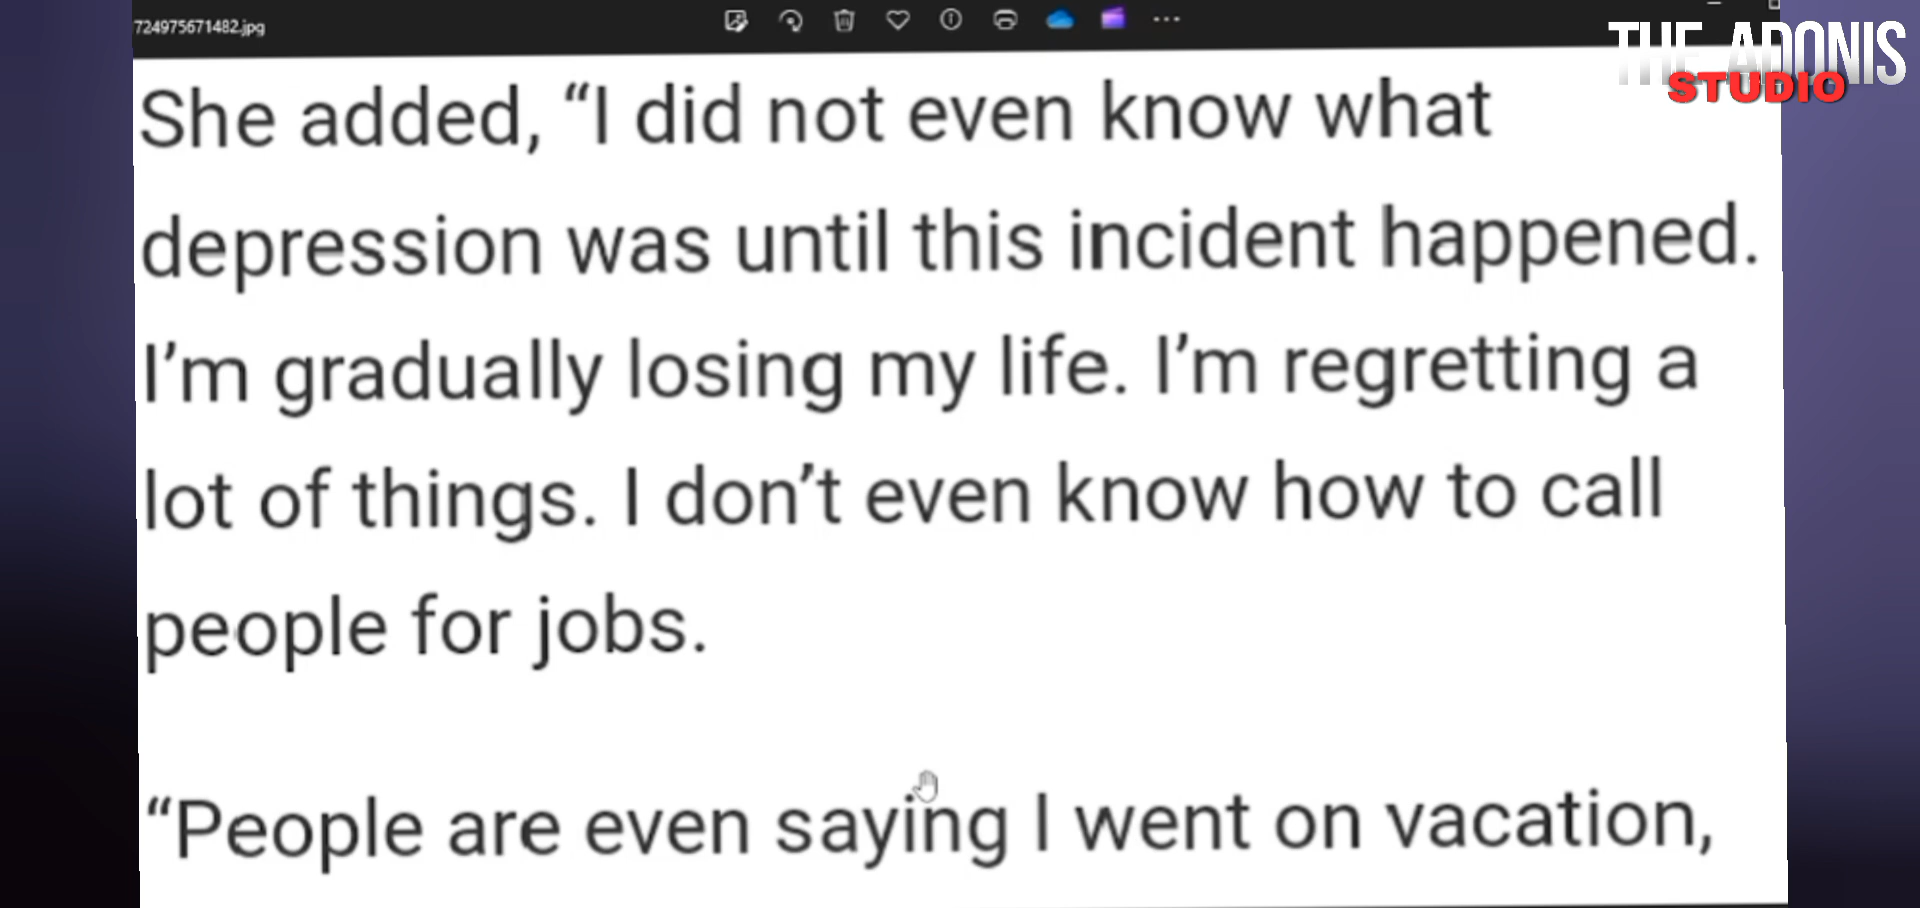 724975671482.jpg
THE ADONIS
STUDIO
She added, “I did not even know what
depression was until this incident happened.
I’m gradually losing my life. I’m regretting a
lot of things. I don’t even know how to call
people for jobs.
“People are even saying I went on vacation,